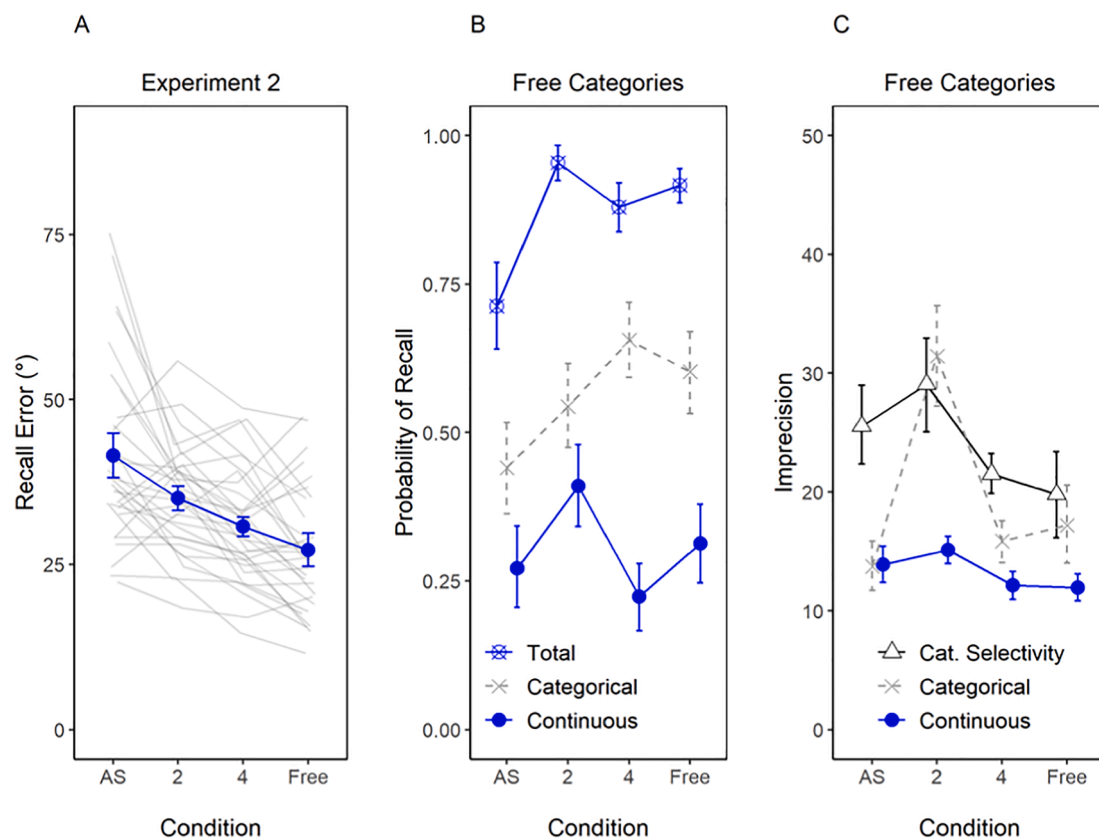 A
B
C
Experiment 2
Free Categories
Free Categories
Recall Error (°)
75
50
25
0
AS
2
4
Free
Condition
Probability of Recall
1.00
0.75
0.50
0.25
0.00
Total
Categorical
Continuous
AS
2
4
Free
Condition
Imprecision
50
40
30
20
10
0
Cat. Selectivity
Categorical
Continuous
AS
2
4
Free
Condition